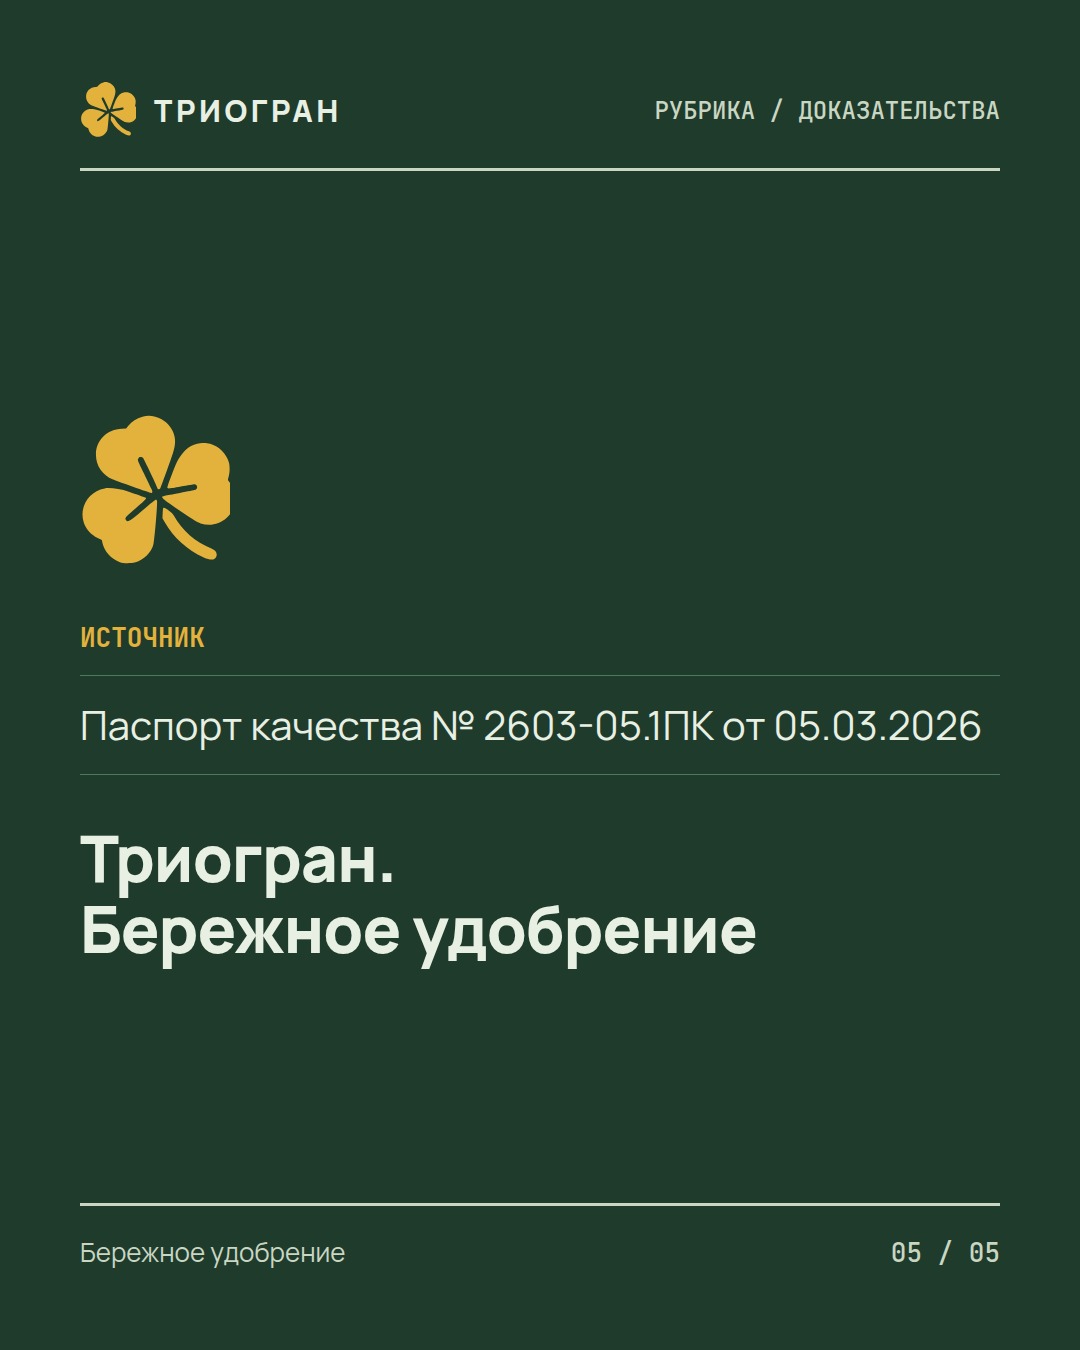 ТРИОГРАН
РУБРИКА / ДОКАЗАТЕЛЬСТВА
ИСТОЧНИК
Паспорт качества № 2603-05.1ПК от 05.03.2026
Триогран.
Бережное удобрение
Бережное удобрение
05 / 05